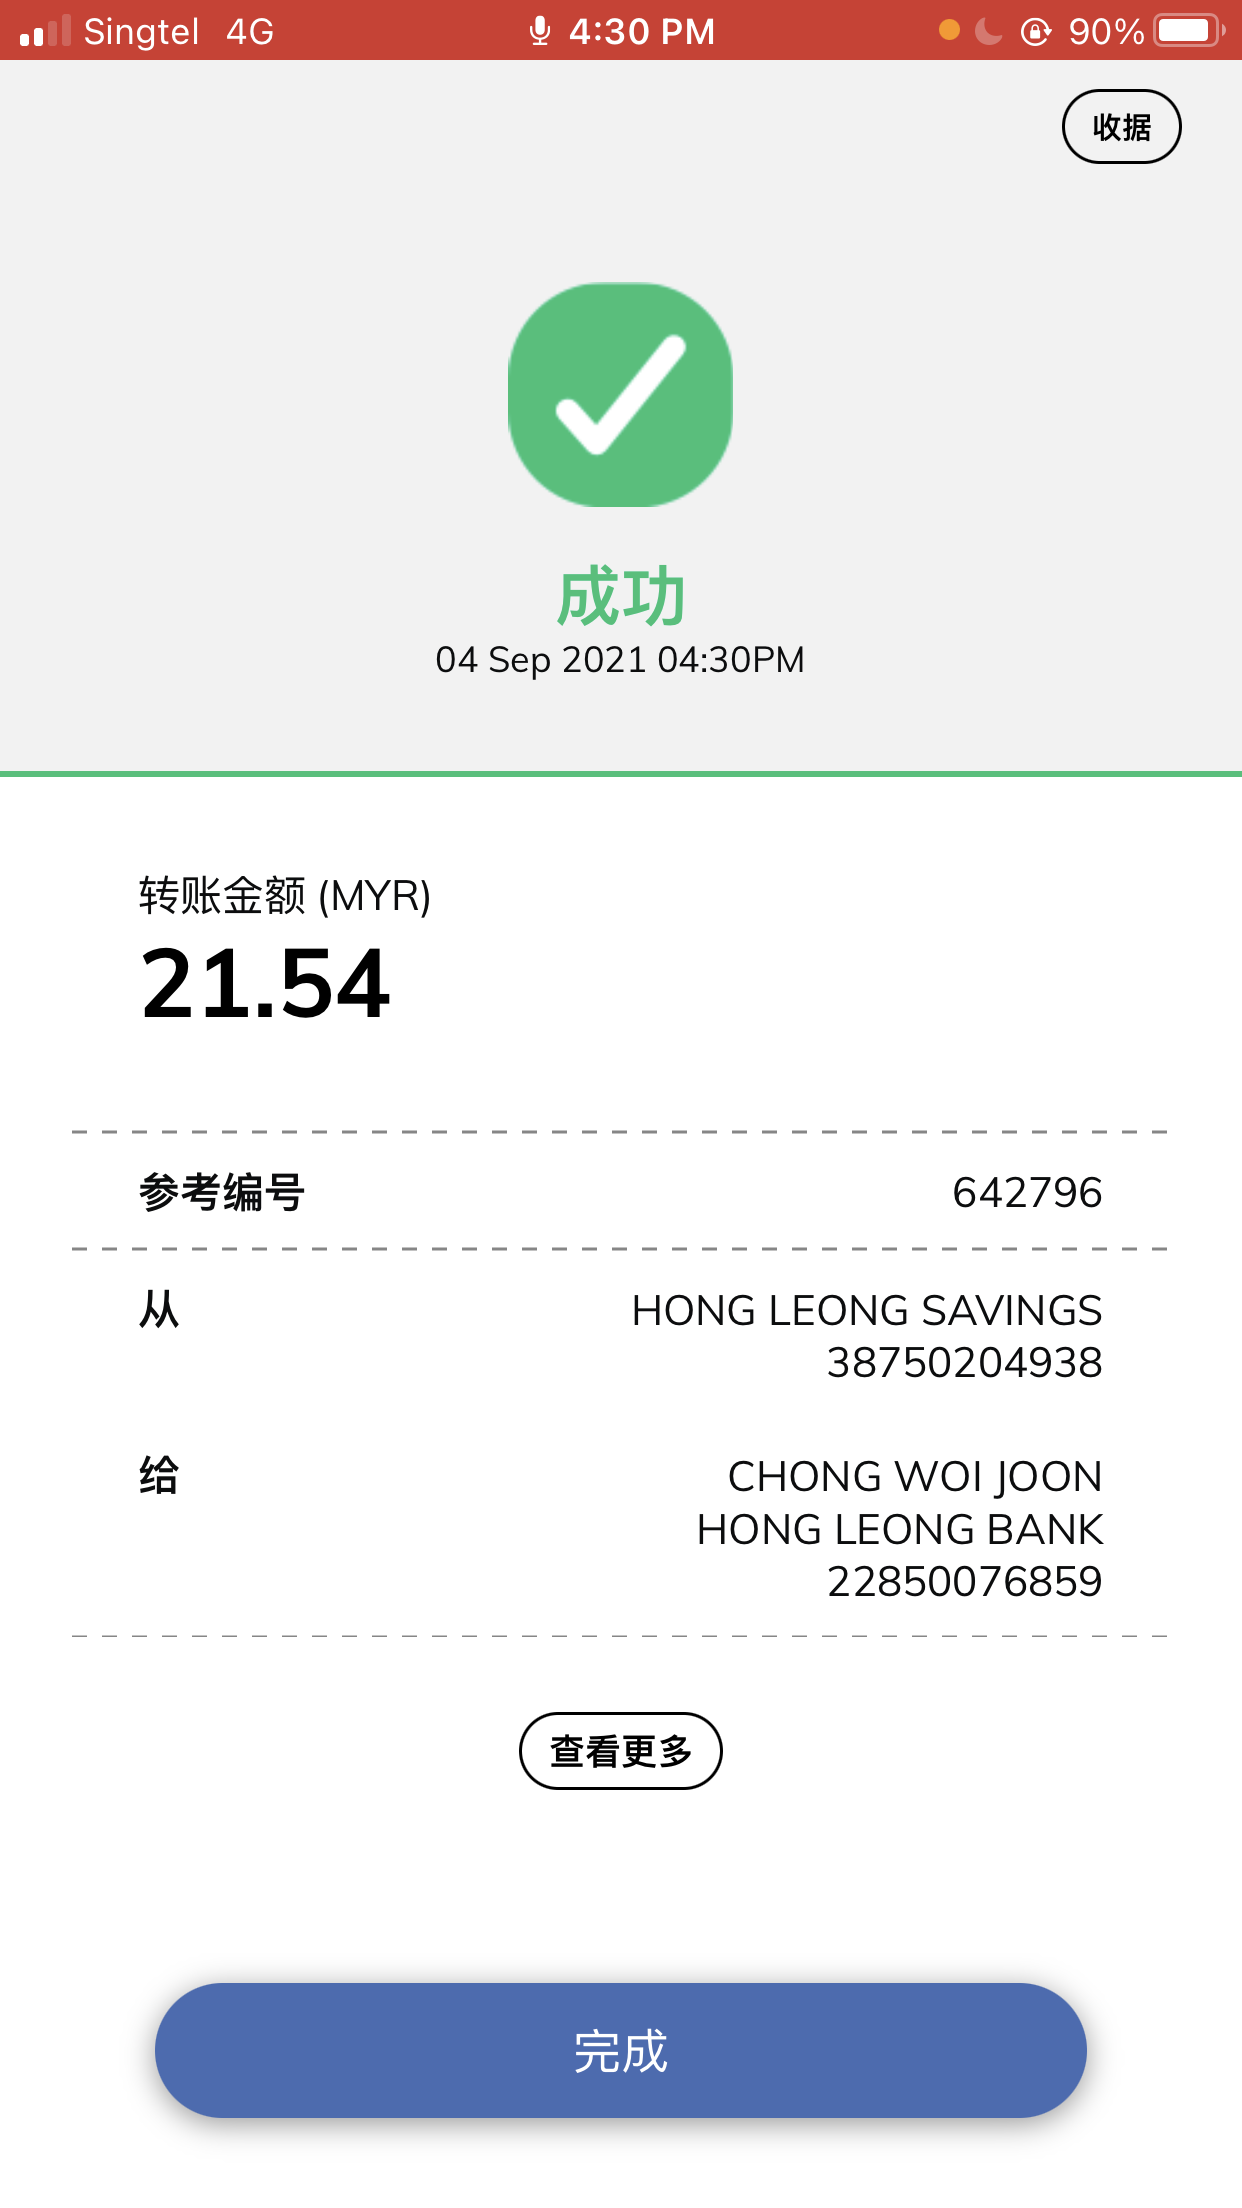 Singtel 4G 4:30 PM 90%
收据
成功
04 Sep 2021 04:30PM
转账金额 (MYR)
21.54
参考编号 642796
从 HONG LEONG SAVINGS
38750204938
给 CHONG WOI JOON
HONG LEONG BANK
22850076859
查看更多
完成